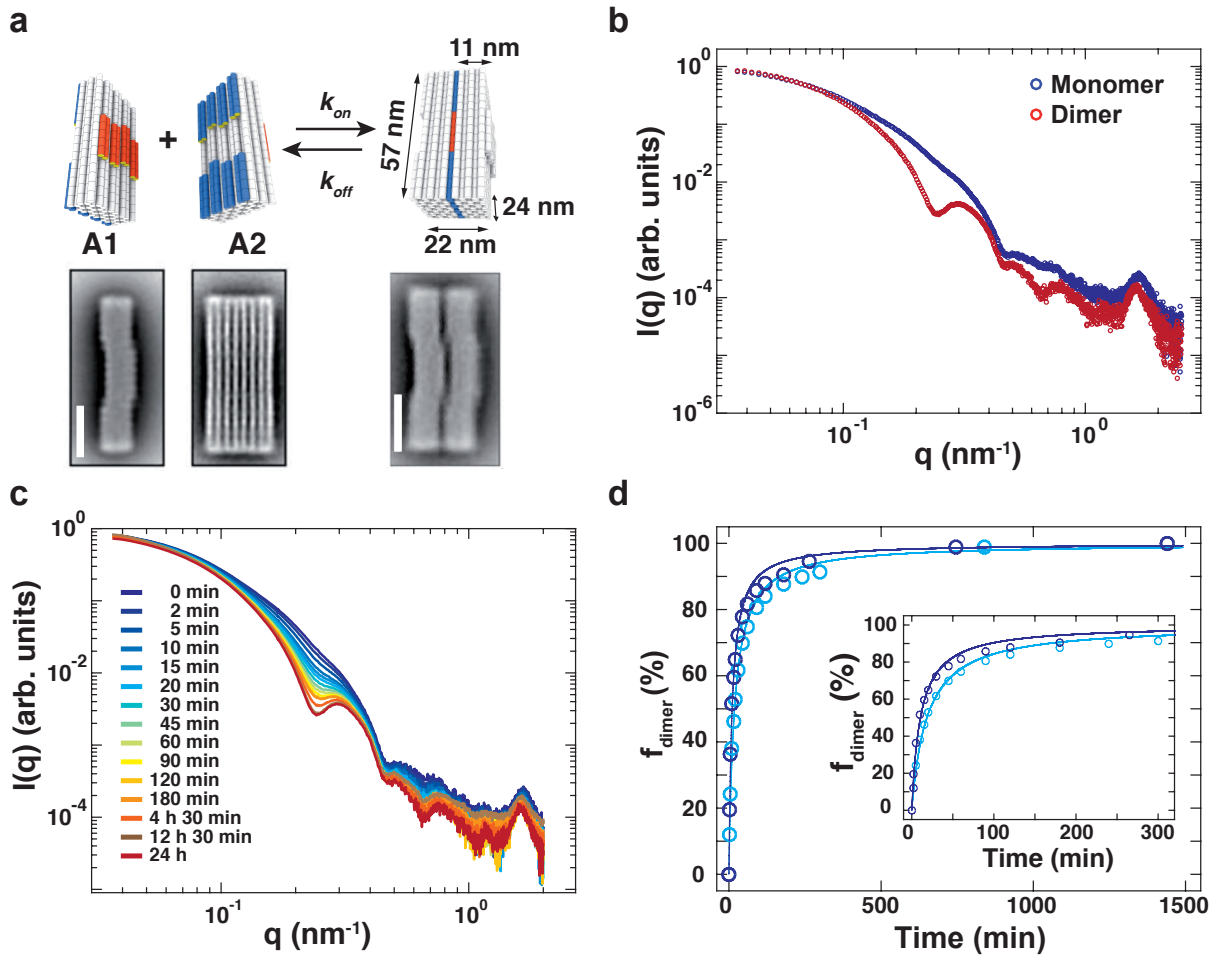 a
11 nm
+
k_on
k_off
57 nm
24 nm
22 nm
A1
A2
b
10^0
10^-2
10^-4
10^-6
I(q) (arb. units)
Monomer
Dimer
10^-1
10^0
q (nm^-1)
c
10^0
10^-2
10^-4
I(q) (arb. units)
0 min
2 min
5 min
10 min
15 min
20 min
30 min
45 min
60 min
90 min
120 min
180 min
4 h 30 min
12 h 30 min
24 h
10^-1
10^0
q (nm^-1)
d
100
80
60
40
20
0
f_dimer (%)
100
80
60
40
20
0
f_dimer (%)
0
100
200
300
Time (min)
0
500
1000
1500
Time (min)